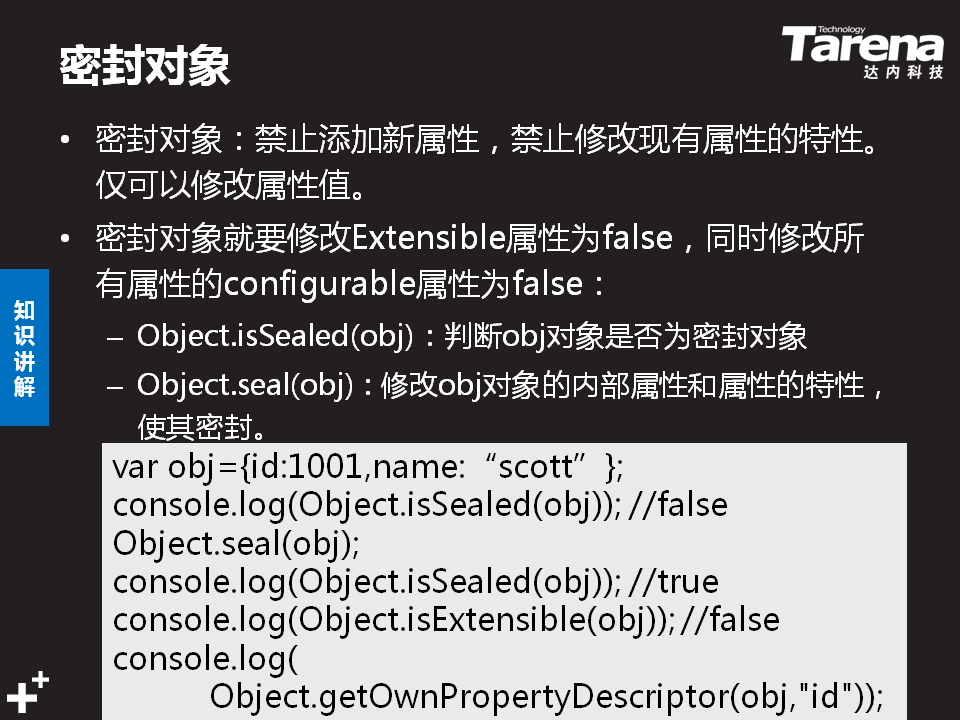 密封对象
Technology
Tarena
达内科技
• 密封对象：禁止添加新属性，禁止修改现有属性的特性。
仅可以修改属性值。
• 密封对象就要修改Extensible属性为false，同时修改所
有属性的configurable属性为false：
– Object.isSealed(obj)：判断obj对象是否为密封对象
– Object.seal(obj)：修改obj对象的内部属性和属性的特性，
使其密封。
知
识
讲
解
var obj={id:1001,name:“scott”};
console.log(Object.isSealed(obj)); //false
Object.seal(obj);
console.log(Object.isSealed(obj)); //true
console.log(Object.isExtensible(obj)); //false
console.log(
Object.getOwnPropertyDescriptor(obj,"id"));